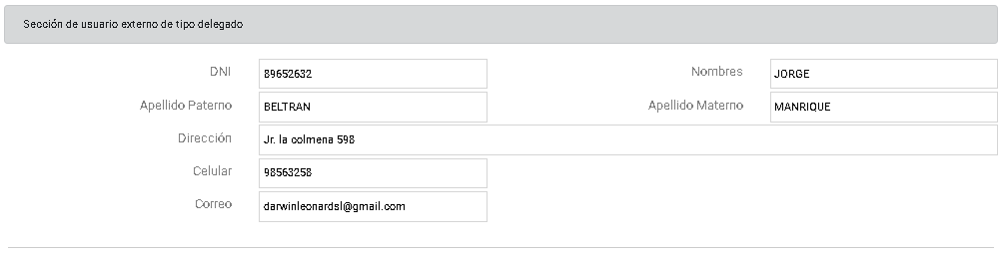 Sección de usuario externo de tipo delegado
DNI 89652632 Nombres JORGE
Apellido Paterno BELTRAN Apellido Materno MANRIQUE
Dirección Jr. la colmena 598
Celular 98563258
Correo darwinleonardsl@gmail.com